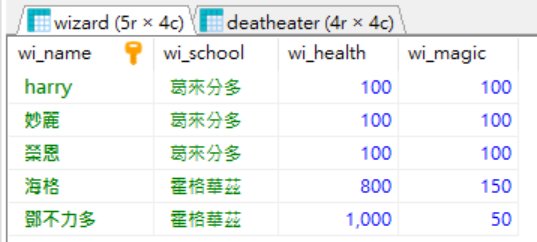 wizard (5r × 4c) deatheater (4r × 4c)
wi_name wi_school wi_health wi_magic
harry 葛來分多 100 100
妙麗 葛來分多 100 100
榮恩 葛來分多 100 100
海格 霍格華茲 800 150
鄧不力多 霍格華茲 1,000 50